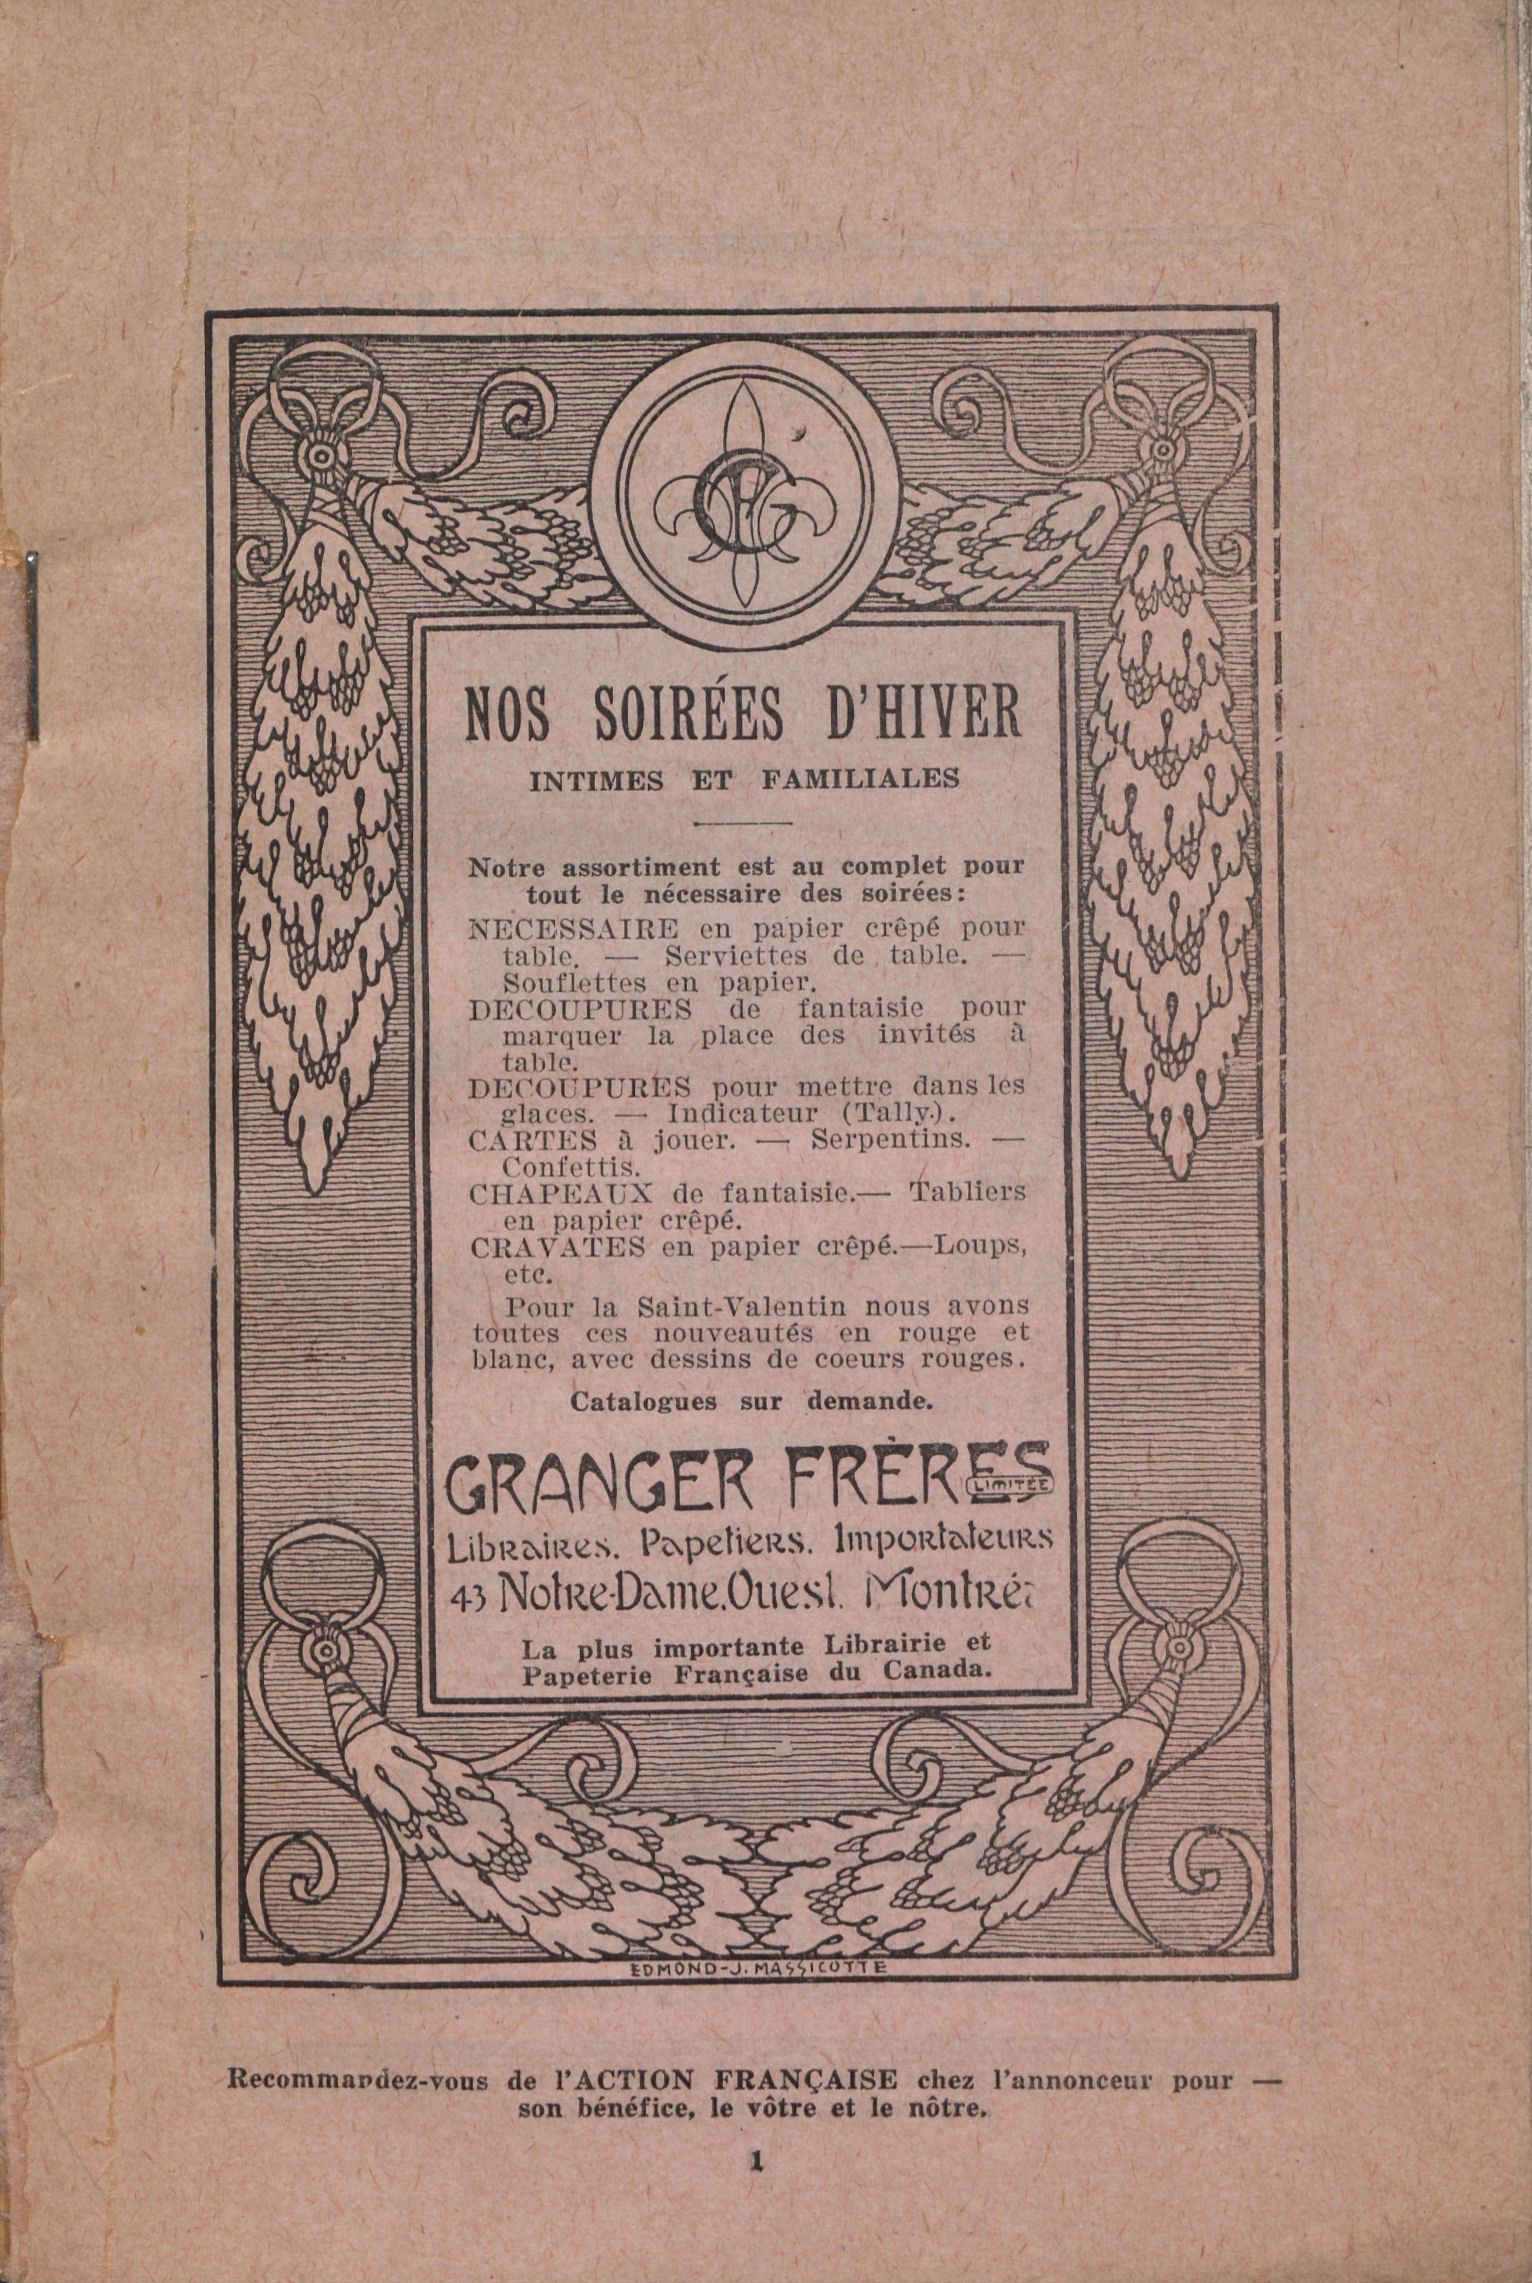 NOS SOIRÉES D'HIVER
INTIMES ET FAMILIALES
Notre assortiment est au complet pour
tout le nécessaire des soirées:
NECESSAIRE en papier crêpé pour
table. — Serviettes de table. —
Souflettes en papier.
DECOUPURES de fantaisie pour
marquer la place des invités à
table.
DECOUPURES pour mettre dans les
glaces. — Indicateur (Tally.).
CARTES à jouer. — Serpentins. —
Confettis.
CHAPEAUX de fantaisie.— Tabliers
en papier crêpé.
CRAVATES en papier crêpé.—Loups,
etc.
Pour la Saint-Valentin nous avons
toutes ces nouveautés en rouge et
blanc, avec dessins de coeurs rouges.
Catalogues sur demande.
GRANGER FRÈRES
LIMITÉE
Libraires. Papetiers. Importateurs
43 Notre-Dame.Ouest.
La plus importante Librairie et
Papeterie Française du Canada.
EDMOND-J. MASSICOTTE
Recommandez-vous de l'ACTION FRANÇAISE chez l'annonceur pour —
son bénéfice, le vôtre et le nôtre.
1